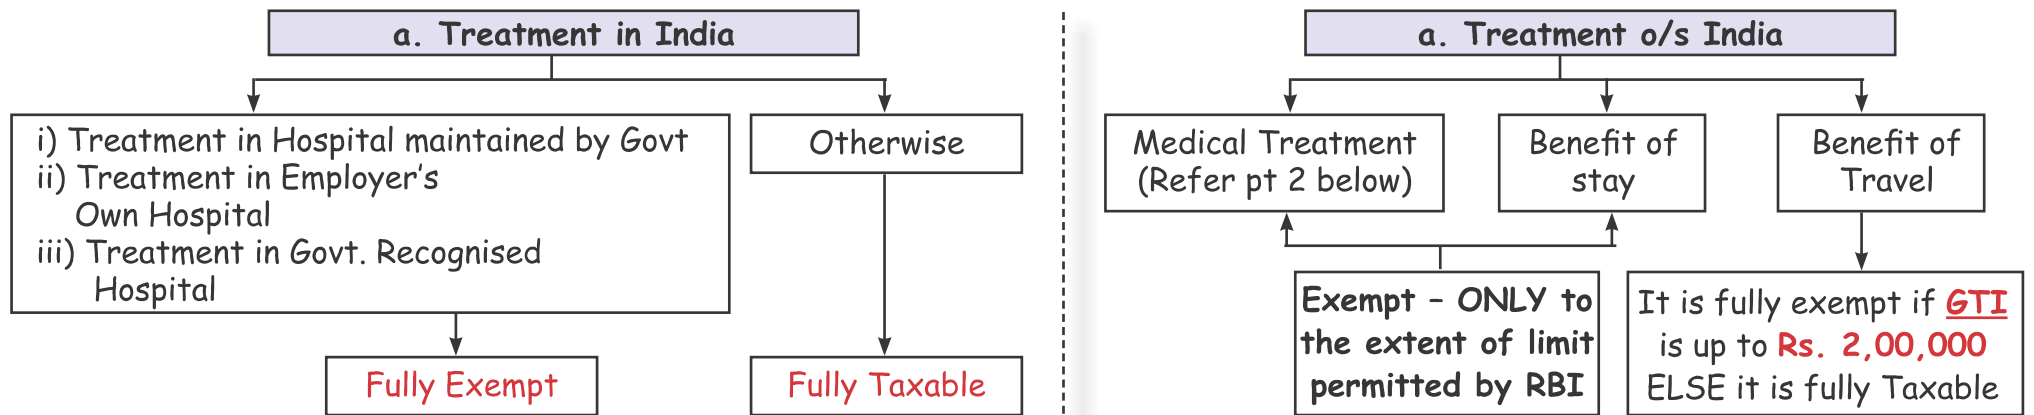 a. Treatment in India
i) Treatment in Hospital maintained by Govt
ii) Treatment in Employer's
Own Hospital
iii) Treatment in Govt. Recognised
Hospital
Fully Exempt
Otherwise
Fully Taxable
a. Treatment o/s India
Medical Treatment
(Refer pt 2 below)
Benefit of
stay
Exempt – ONLY to
the extent of limit
permitted by RBI
Benefit of
Travel
It is fully exempt if GTI
is up to Rs. 2,00,000
ELSE it is fully Taxable